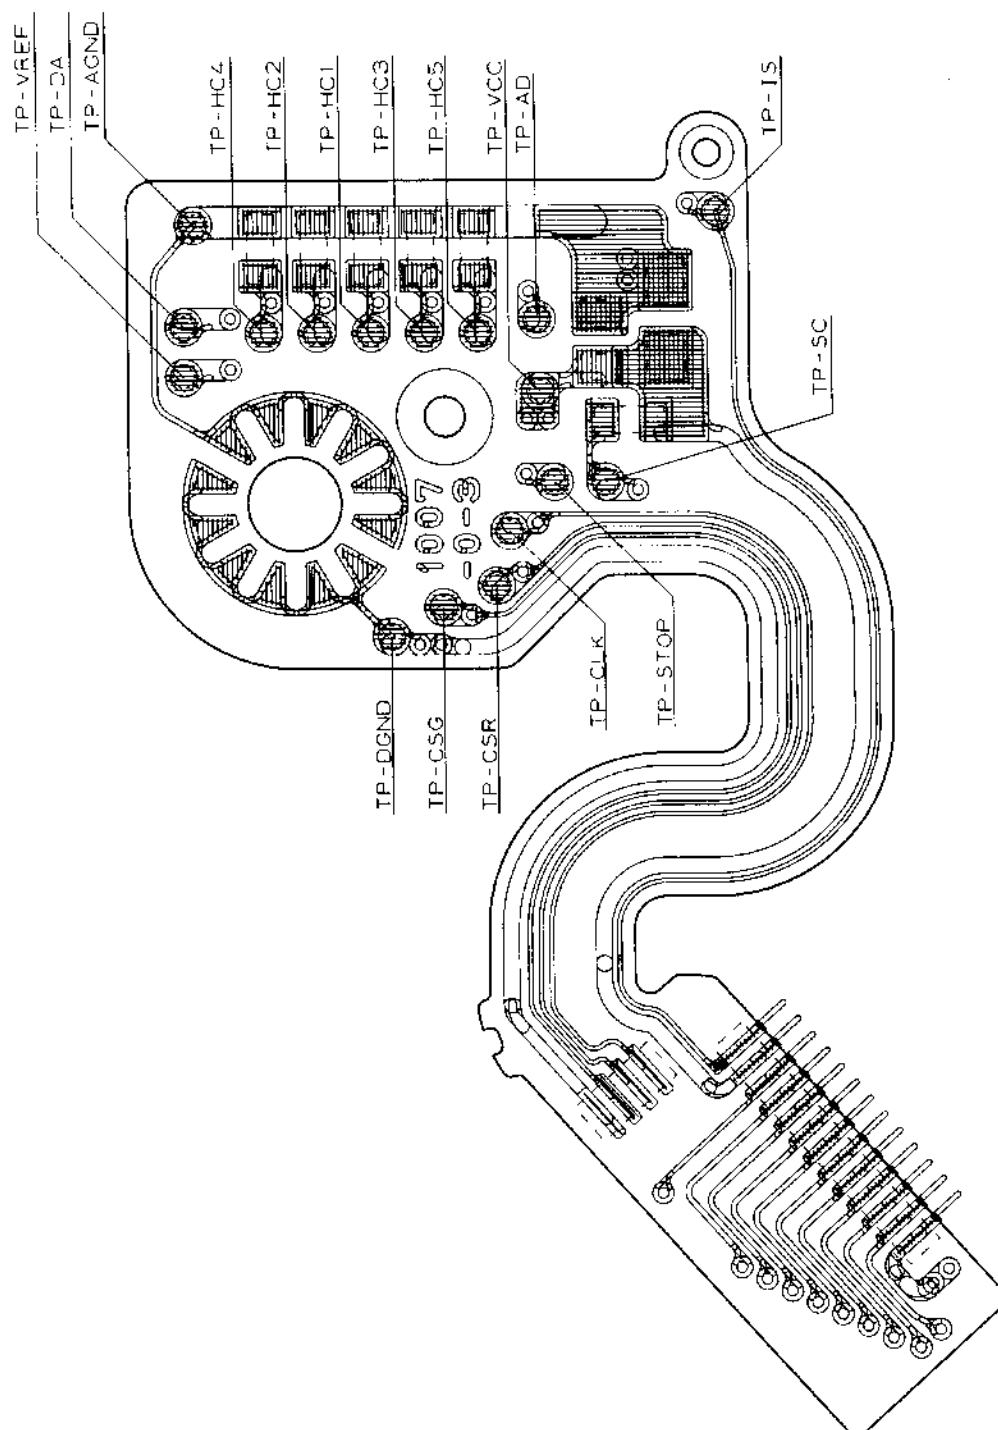 TP-VREF
TP-DA
TP-AGND
TP-HC4
TP-HC2
TP-HC1
TP-HC3
TP-HC5
TP-VCC
TP-AD
TP-IS
TP-SC
1007
-0-3
TP-CLK
TP-STOP
TP-DGND
TP-CSG
TP-CSR